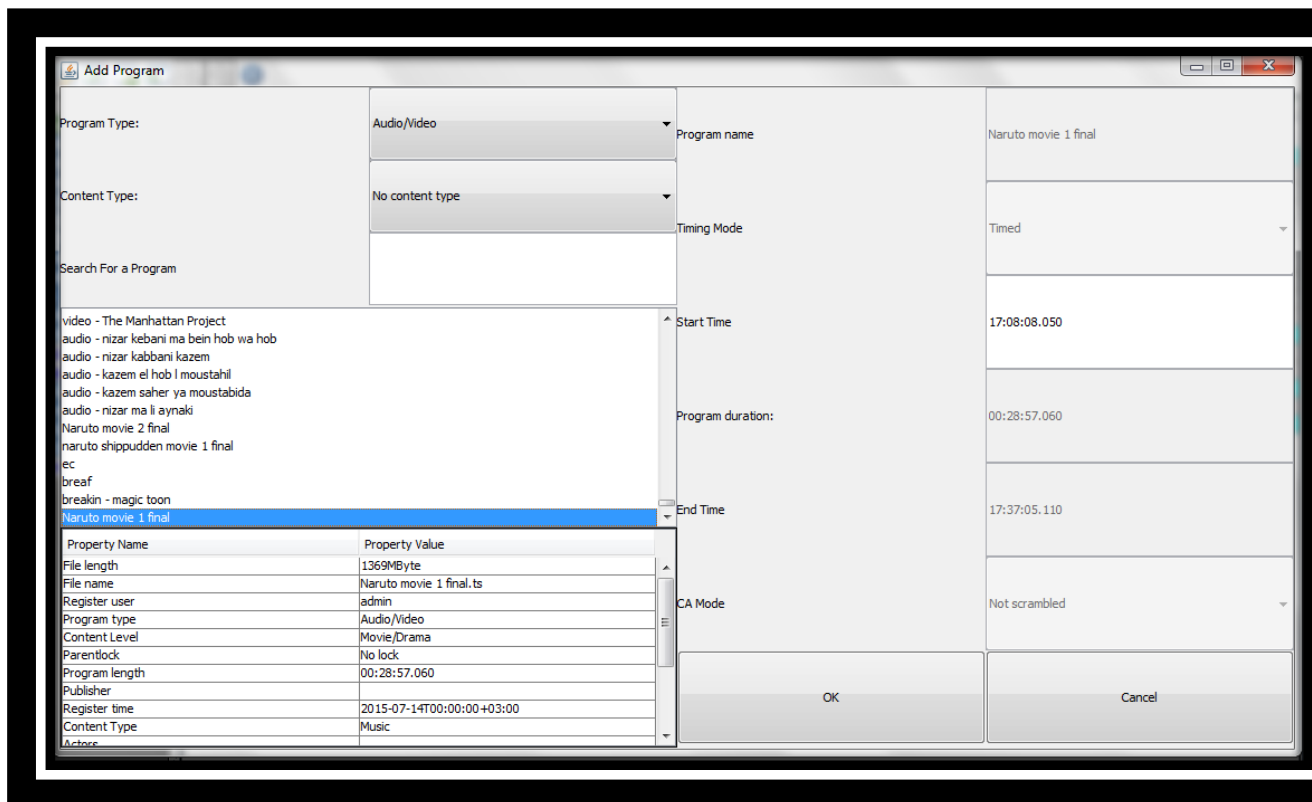 Add Program
Program Type:
Audio/Video
Content Type:
No content type
Search For a Program
video - The Manhattan Project
audio - nizar kebani ma bein hob wa hob
audio - nizar kabbani kazem
audio - kazem el hob l moustahil
audio - kazem saher ya moustabida
audio - nizar ma li aynaki
Naruto movie 2 final
naruto shippudden movie 1 final
ec
breaf
breakin - magic toon
Naruto movie 1 final
Property Name Property Value
File length 1369MByte
File name Naruto movie 1 final.ts
Register user admin
Program type Audio/Video
Content Level Movie/Drama
Parentlock No lock
Program length 00:28:57.060
Publisher
Register time 2015-07-14T00:00:00+03:00
Content Type Music
Actors
Program name Naruto movie 1 final
Timing Mode Timed
Start Time 17:08:08.050
Program duration: 00:28:57.060
End Time 17:37:05.110
CA Mode Not scrambled
OK Cancel